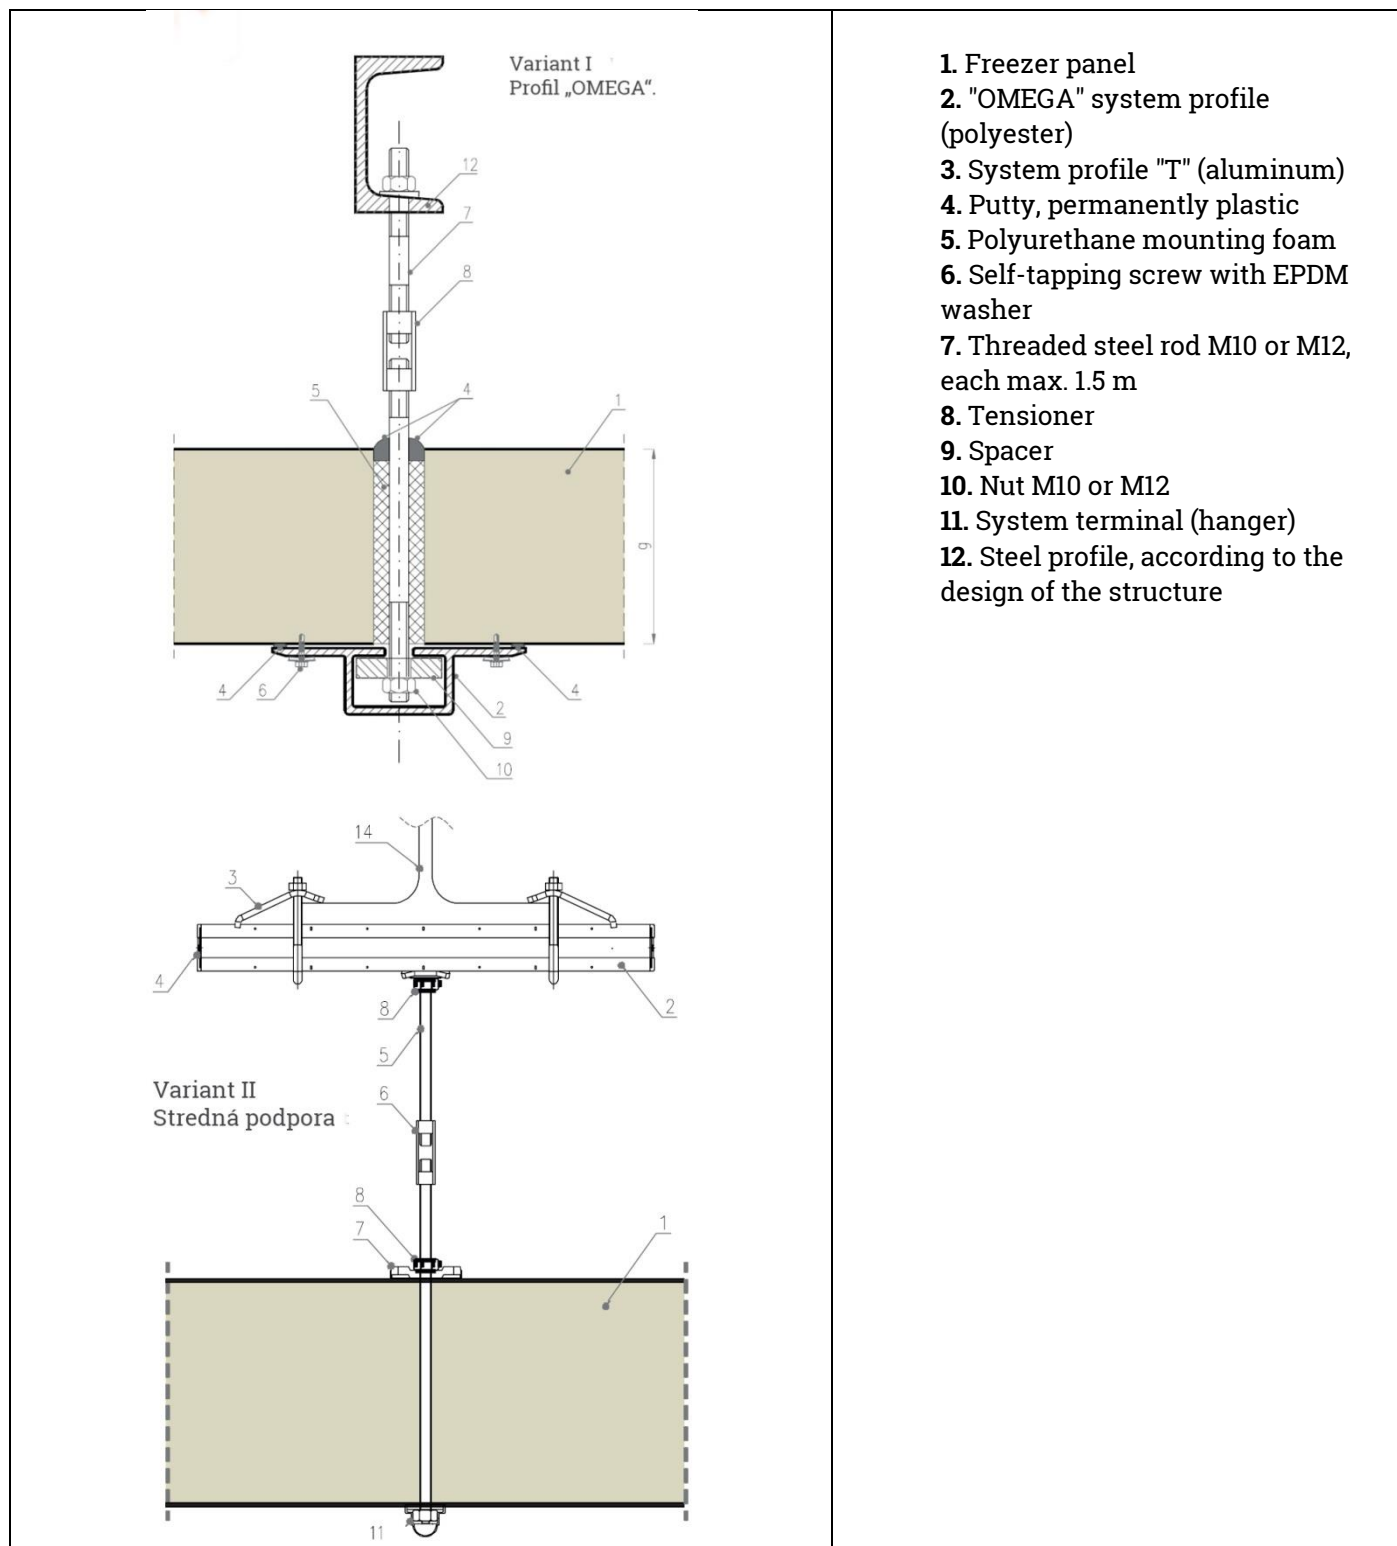 Variant I
Profil „OMEGA“.
12
7
8
5
4
1
g
4
6
2
4
9
10
14
3
4
8
2
5
Variant II
Stredná podpora
6
8
7
1
11
1. Freezer panel
2. "OMEGA" system profile
(polyester)
3. System profile "T" (aluminum)
4. Putty, permanently plastic
5. Polyurethane mounting foam
6. Self-tapping screw with EPDM
washer
7. Threaded steel rod M10 or M12,
each max. 1.5 m
8. Tensioner
9. Spacer
10. Nut M10 or M12
11. System terminal (hanger)
12. Steel profile, according to the
design of the structure